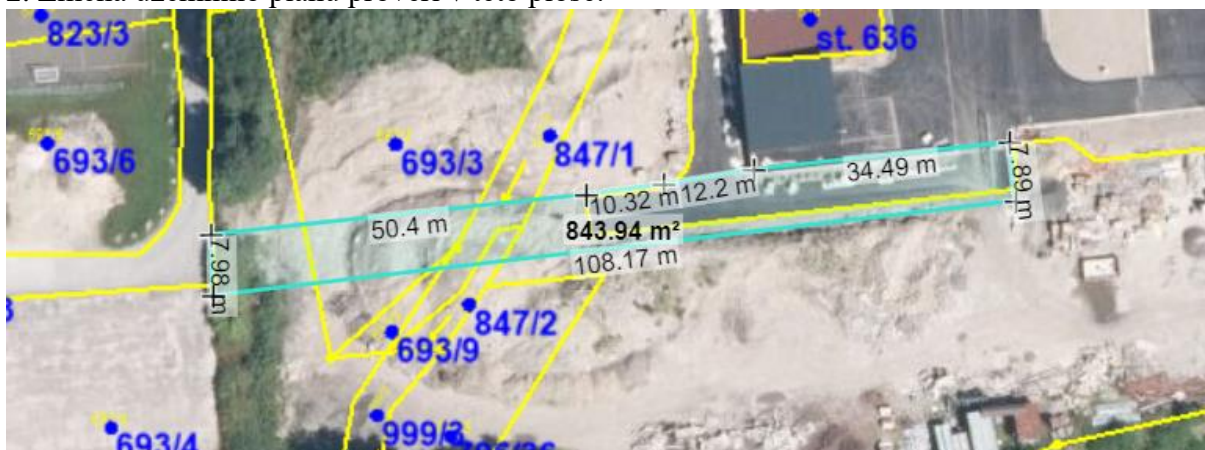 823/3
st. 636
693/6
693/3
847/1
34.49 m
7.89 m
12.2 m
10.32 m
50.4 m
843.94 m²
7.98 m
108.17 m
847/2
693/9
999/3
693/4